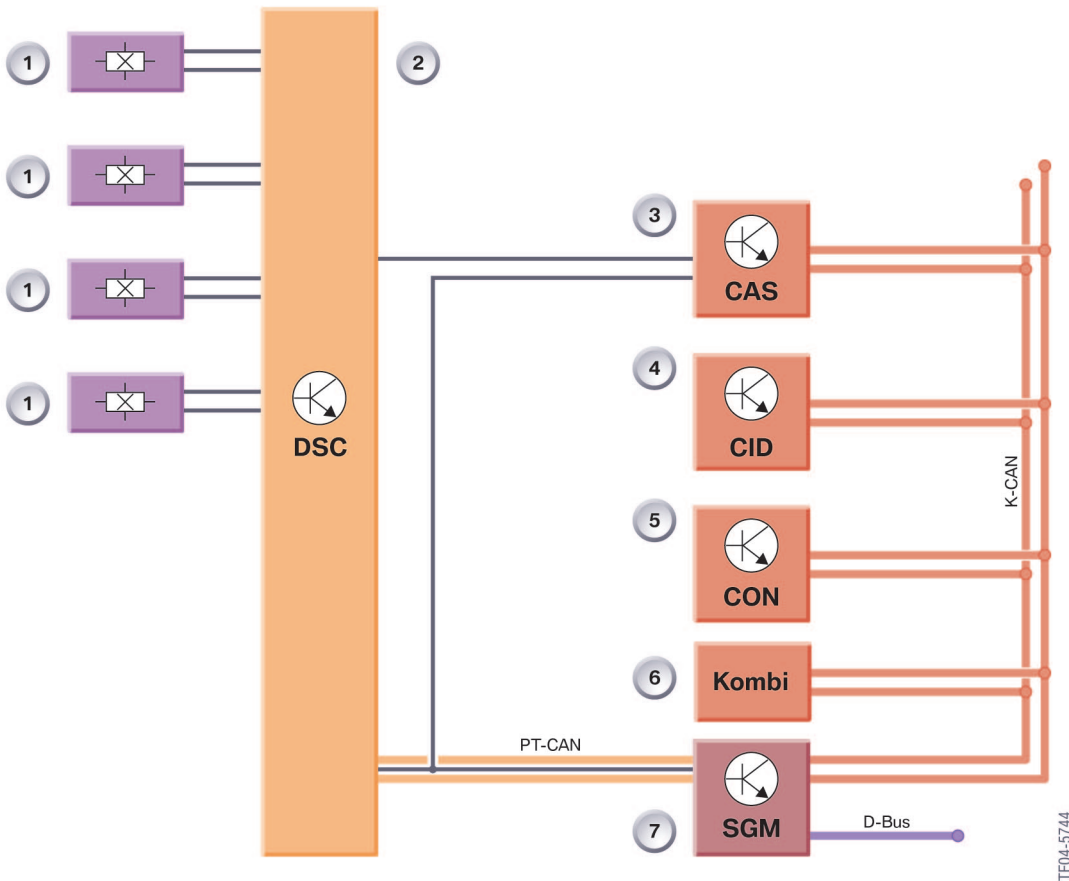 1
2
1
3
CAS
1
4
1
DSC
CID
K-CAN
5
CON
6
Kombi
PT-CAN
7
SGM
D-Bus
TF04-5744